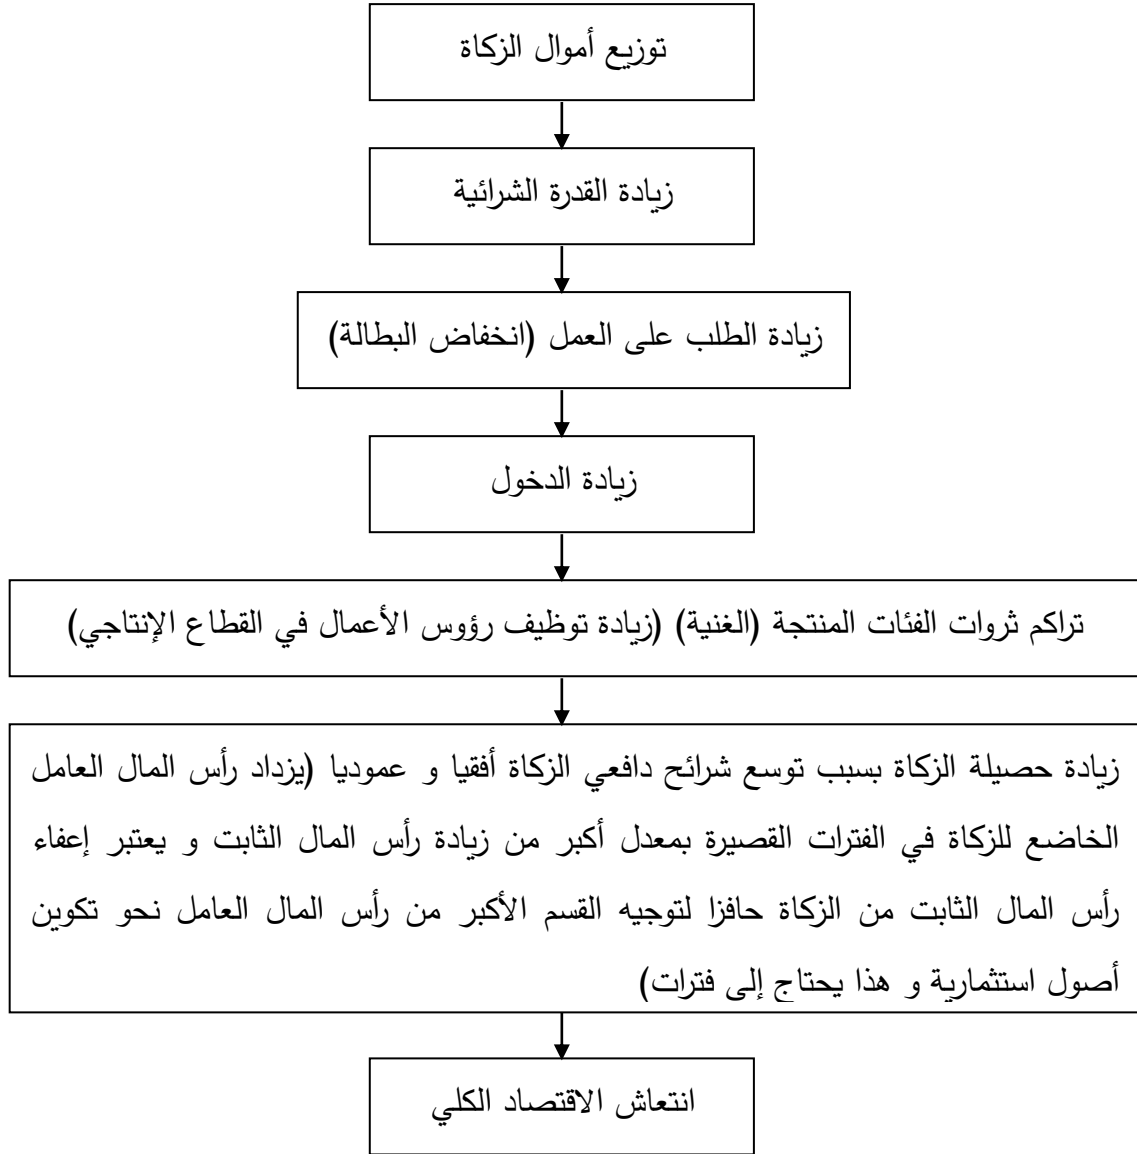 توزيع أموال الزكاة
زيادة القدرة الشرائية
زيادة الطلب على العمل (انخفاض البطالة)
زيادة الدخول
تراكم ثروات الفئات المنتجة (الغنية) (زيادة توظيف رؤوس الأعمال في القطاع الإنتاجي)
زيادة حصيلة الزكاة بسبب توسع شرائح دافعي الزكاة أفقيا و عموديا (يزداد رأس المال العامل
الخاضع للزكاة في الفترات القصيرة بمعدل أكبر من زيادة رأس المال الثابت و يعتبر إعفاء
رأس المال الثابت من الزكاة حافزا لتوجيه القسم الأكبر من رأس المال العامل نحو تكوين
أصول استثمارية و هذا يحتاج إلى فترات)
انتعاش الاقتصاد الكلي